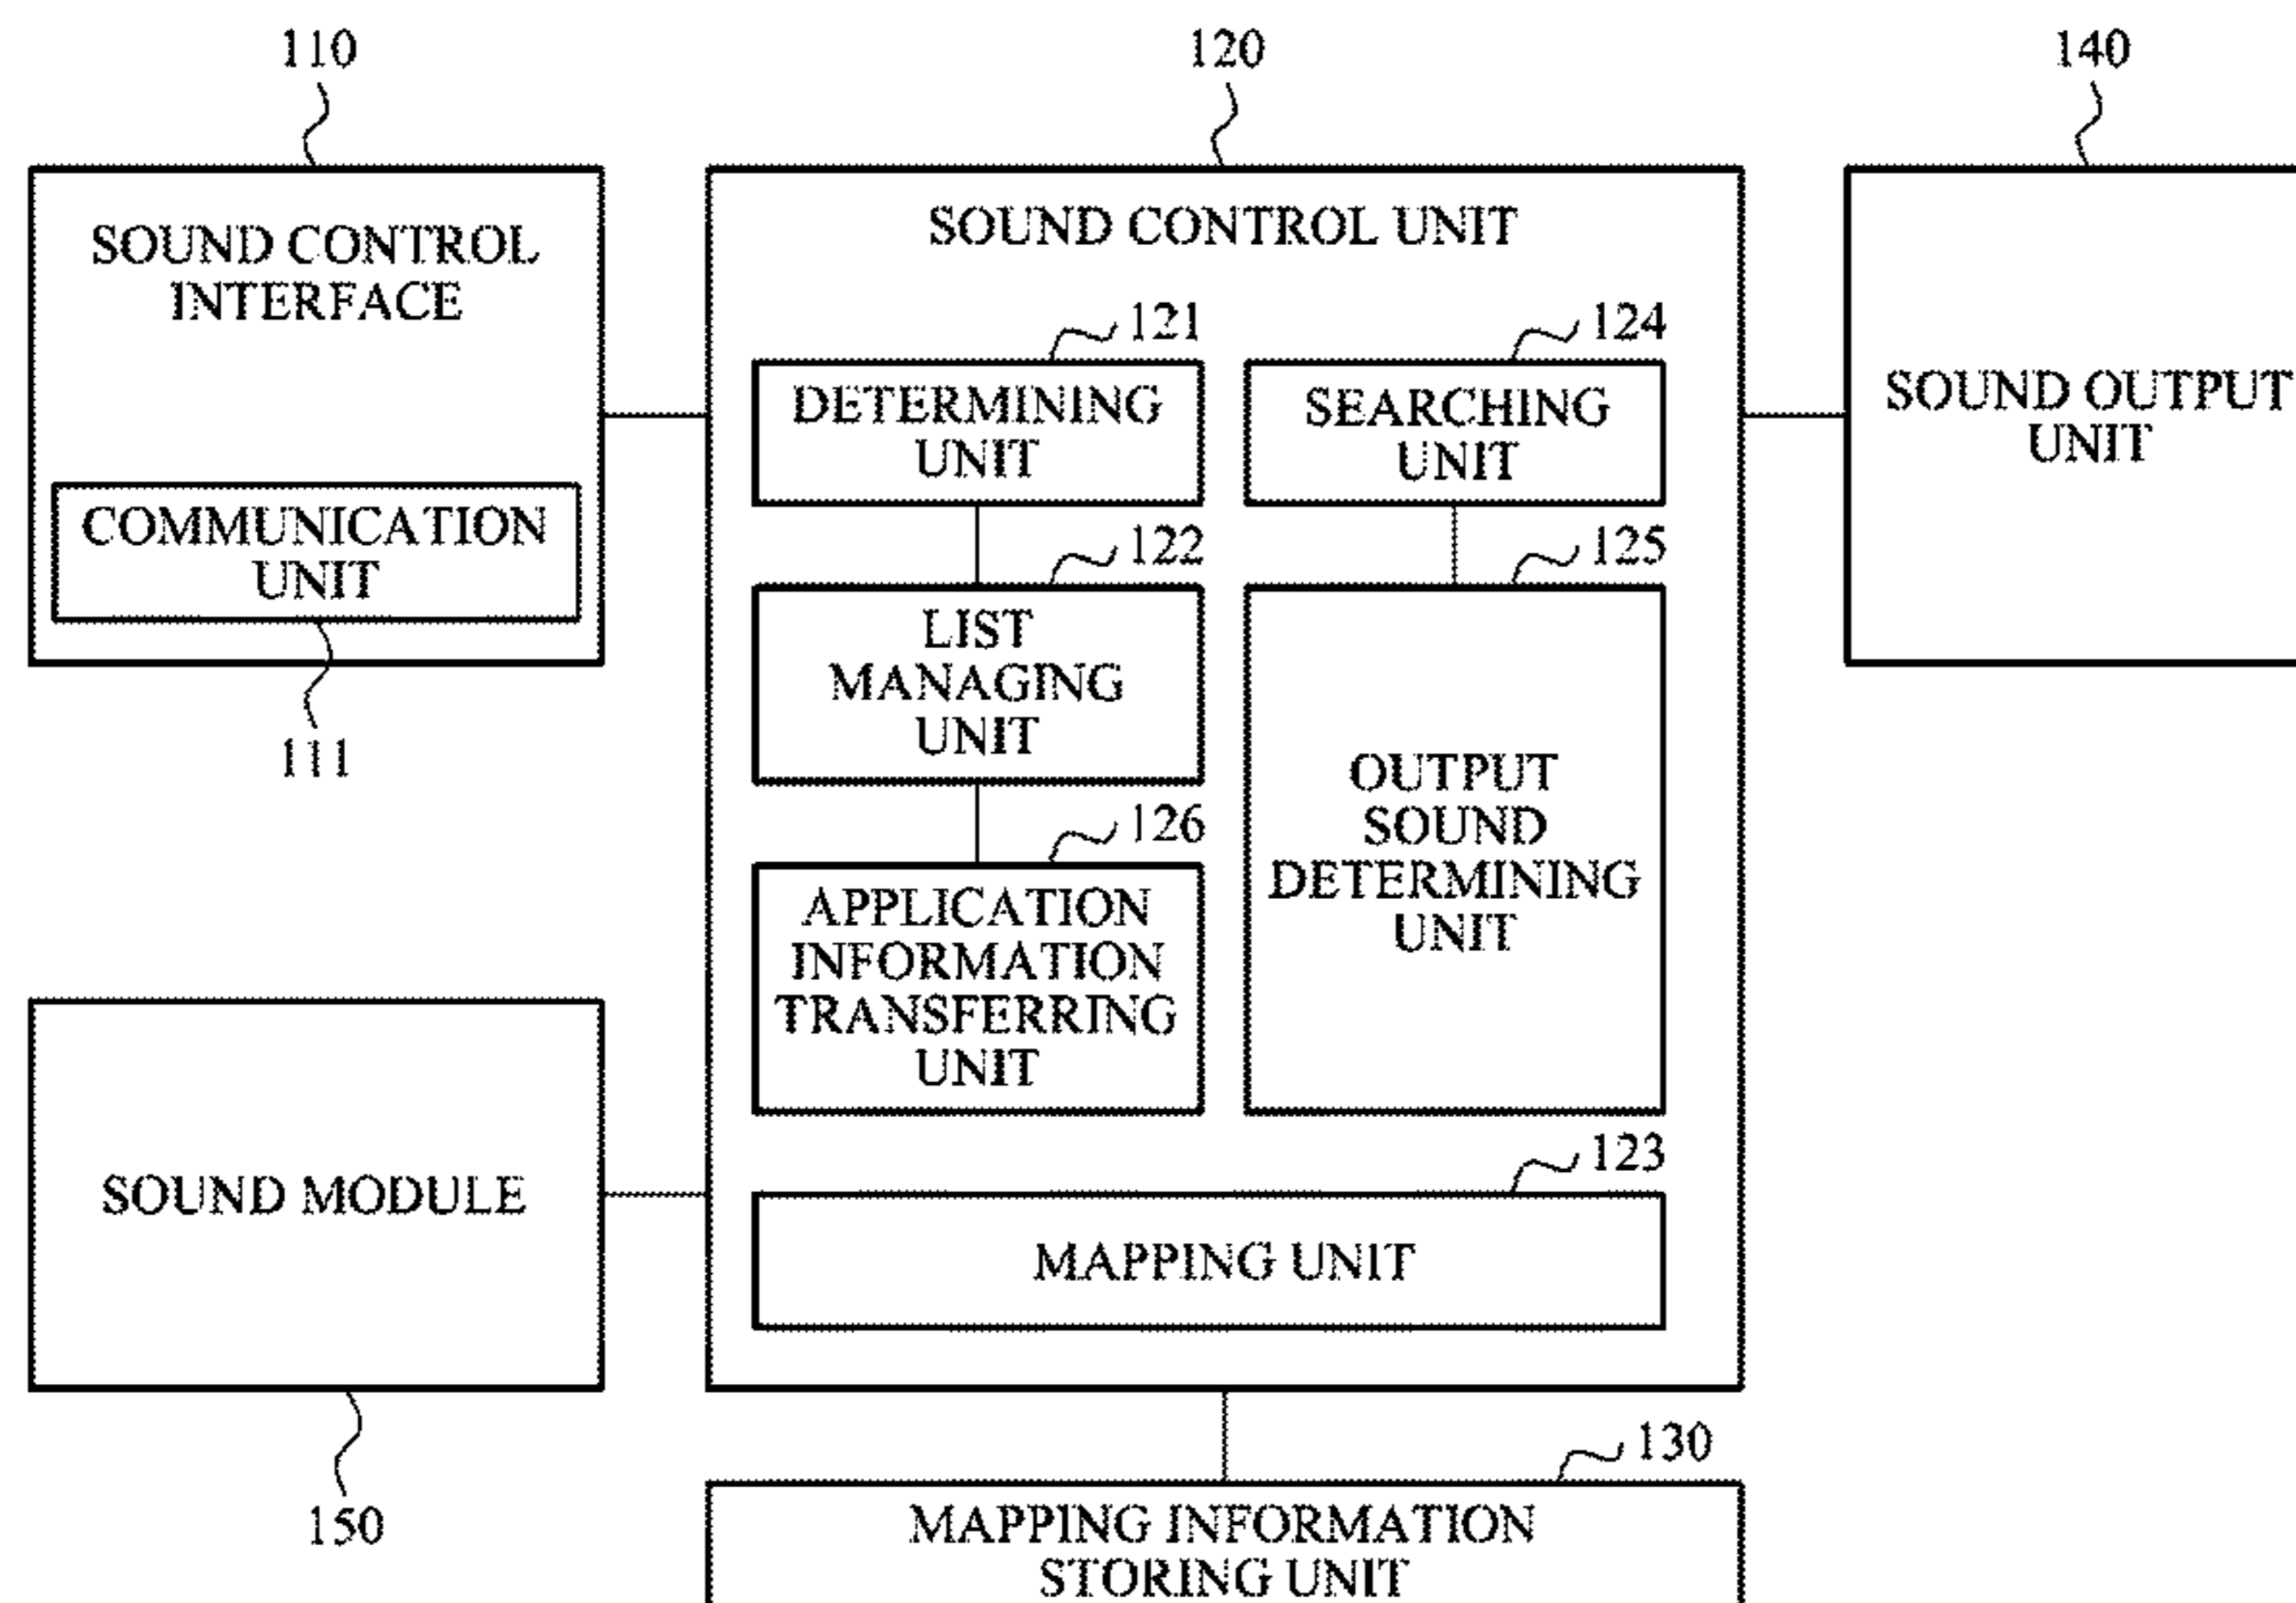 110
120
140
SOUND CONTROL
INTERFACE
COMMUNICATION
UNIT
111
SOUND CONTROL UNIT
121
DETERMINING
UNIT
124
SEARCHING
UNIT
122
LIST
MANAGING
UNIT
125
OUTPUT
SOUND
DETERMINING
UNIT
126
APPLICATION
INFORMATION
TRANSFERRING
UNIT
123
MAPPING UNIT
SOUND OUTPUT
UNIT
SOUND MODULE
150
130
MAPPING INFORMATION
STORING UNIT